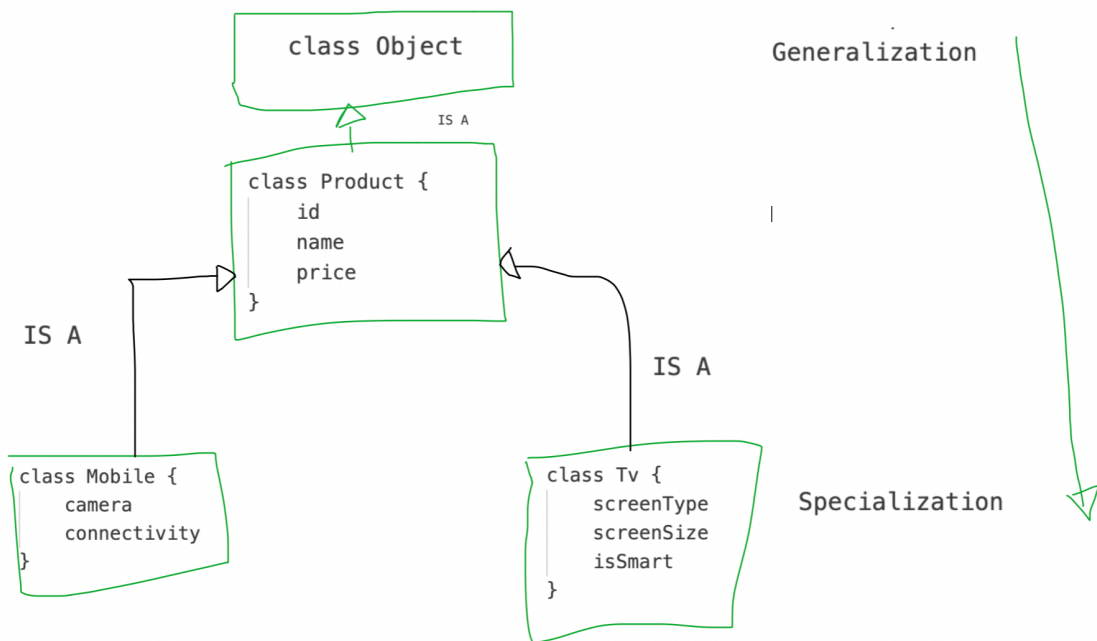 class Object
Generalization
IS A
class Product {
id
name
price
}
IS A
IS A
class Mobile {
camera
connectivity
}
class Tv {
screenType
screenSize
isSmart
}
Specialization